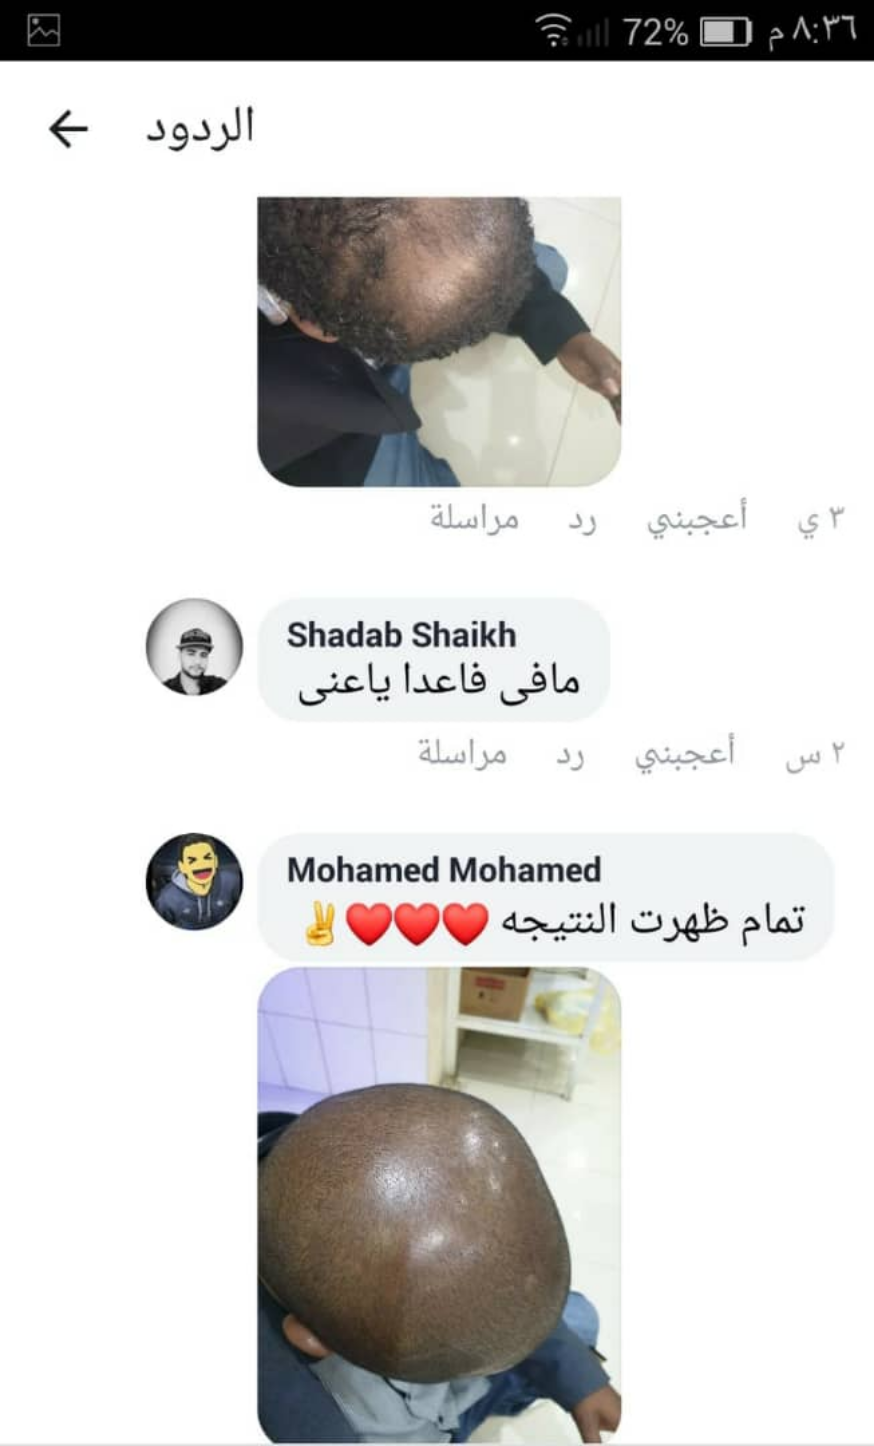 72% ٨:٣٦ م
الردود
٣ ي أعجبني رد مراسلة
Shadab Shaikh
مافى فاعدا ياعنى
٢ س أعجبني رد مراسلة
Mohamed Mohamed
تمام ظهرت النتيجه ❤️❤️❤️✌️